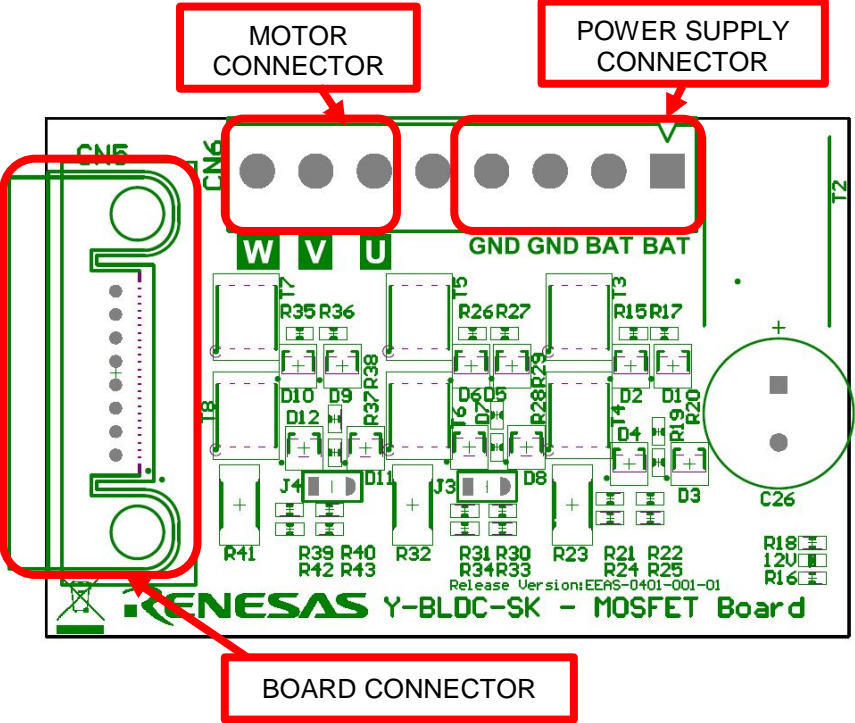 MOTOR
CONNECTOR
POWER SUPPLY
CONNECTOR
CN5
CN6
T2
W V U
GND GND BAT BAT
T7 T5 T3
R35 R36 R26 R27 R15 R17
R38 R29
D10 D9 D6 D5 D2 D1
R37 R28 R20
T8 D12 T6 D7 T4 D4 R19
J4 D11 J3 D8 D3
C26
+
R41 R39 R40 R32 R31 R30 R23 R21 R22
R42 R43 R34 R33 R24 R25
R18
12V
R16
Release Version:EEAS-0401-001-01
RENESAS Y-BLDC-SK - MOSFET Board
BOARD CONNECTOR